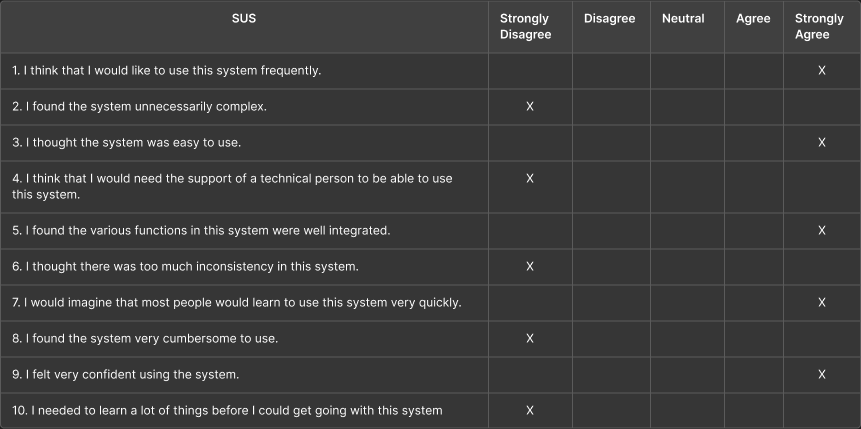 SUS Strongly Disagree Disagree Neutral Agree Strongly Agree
1. I think that I would like to use this system frequently. X
2. I found the system unnecessarily complex. X
3. I thought the system was easy to use. X
4. I think that I would need the support of a technical person to be able to use
this system. X
5. I found the various functions in this system were well integrated. X
6. I thought there was too much inconsistency in this system. X
7. I would imagine that most people would learn to use this system very quickly. X
8. I found the system very cumbersome to use. X
9. I felt very confident using the system. X
10. I needed to learn a lot of things before I could get going with this system X